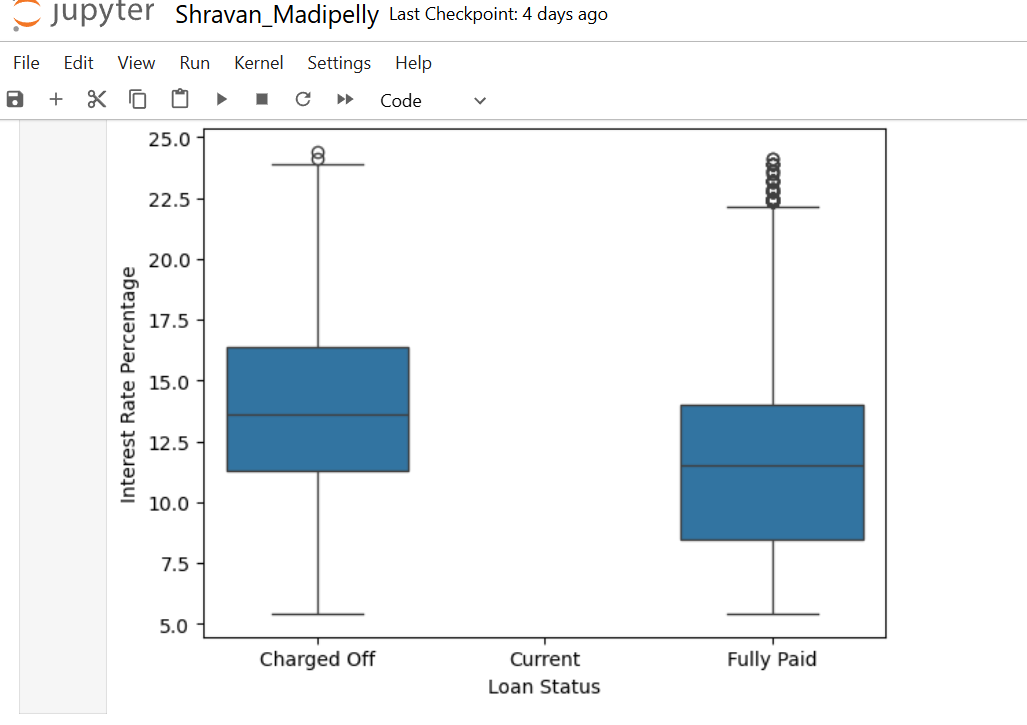 jupyter Shravan_Madipelly Last Checkpoint: 4 days ago
File Edit View Run Kernel Settings Help
Code
25.0
22.5
20.0
17.5
15.0
12.5
10.0
7.5
5.0
Interest Rate Percentage
Charged Off Current Fully Paid
Loan Status